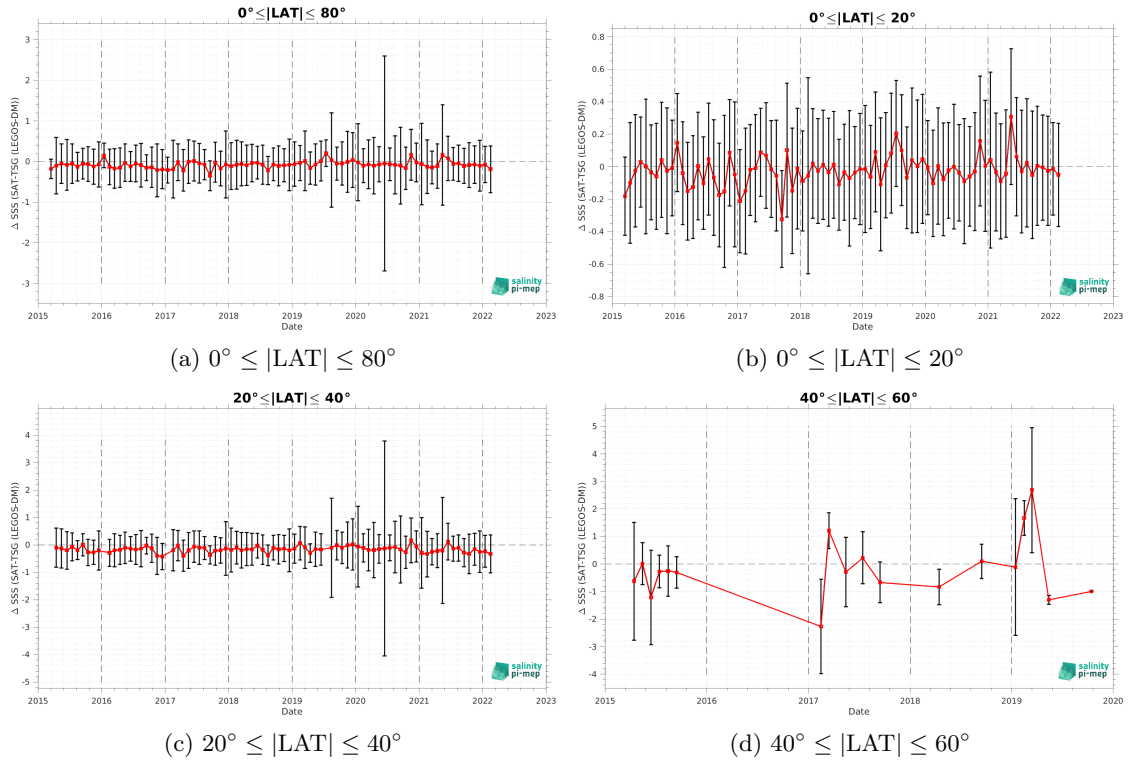 0°≤|LAT|≤ 80°
Δ SSS (SAT-TSG (LEGOS-DM))
3
2
1
0
-1
-2
-3
2015 2016 2017 2018 2019 2020 2021 2022 2023
Date
salinity
pi-mep
(a) 0° ≤ |LAT| ≤ 80°
0°≤|LAT|≤ 20°
Δ SSS (SAT-TSG (LEGOS-DM))
0.8
0.6
0.4
0.2
0
-0.2
-0.4
-0.6
-0.8
2015 2016 2017 2018 2019 2020 2021 2022 2023
Date
salinity
pi-mep
(b) 0° ≤ |LAT| ≤ 20°
20°≤|LAT|≤ 40°
Δ SSS (SAT-TSG (LEGOS-DM))
4
3
2
1
0
-1
-2
-3
-4
-5
2015 2016 2017 2018 2019 2020 2021 2022 2023
Date
salinity
pi-mep
(c) 20° ≤ |LAT| ≤ 40°
40°≤|LAT|≤ 60°
Δ SSS (SAT-TSG (LEGOS-DM))
5
4
3
2
1
0
-1
-2
-3
-4
2015 2016 2017 2018 2019 2020
Date
salinity
pi-mep
(d) 40° ≤ |LAT| ≤ 60°